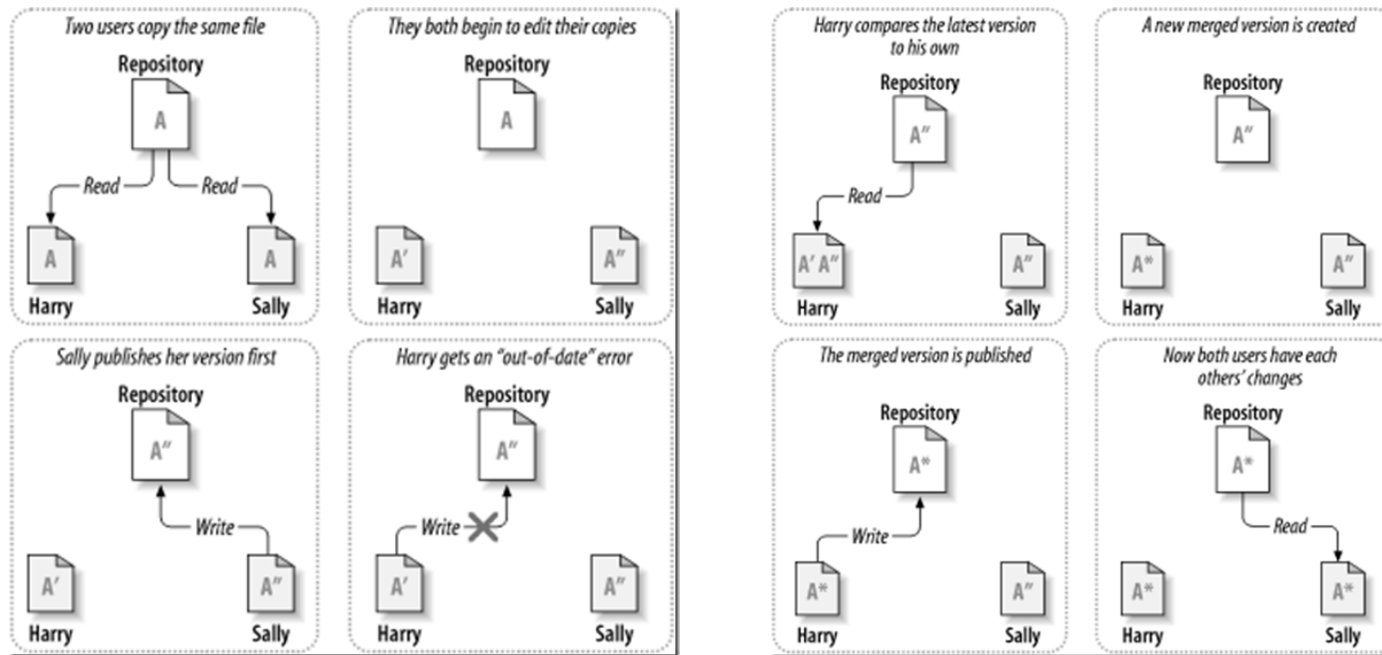 Two users copy the same file
Repository
A
Read Read
A A
Harry Sally
They both begin to edit their copies
Repository
A
A′ A″
Harry Sally
Sally publishes her version first
Repository
A″
Write
A′ A″
Harry Sally
Harry gets an “out-of-date” error
Repository
A″
Write
A′ A″
Harry Sally
Harry compares the latest version
to his own
Repository
A″
Read
A′ A″ A″
Harry Sally
A new merged version is created
Repository
A″
A* A″
Harry Sally
The merged version is published
Repository
A*
Write
A* A″
Harry Sally
Now both users have each
others’ changes
Repository
A*
Read
A* A*
Harry Sally